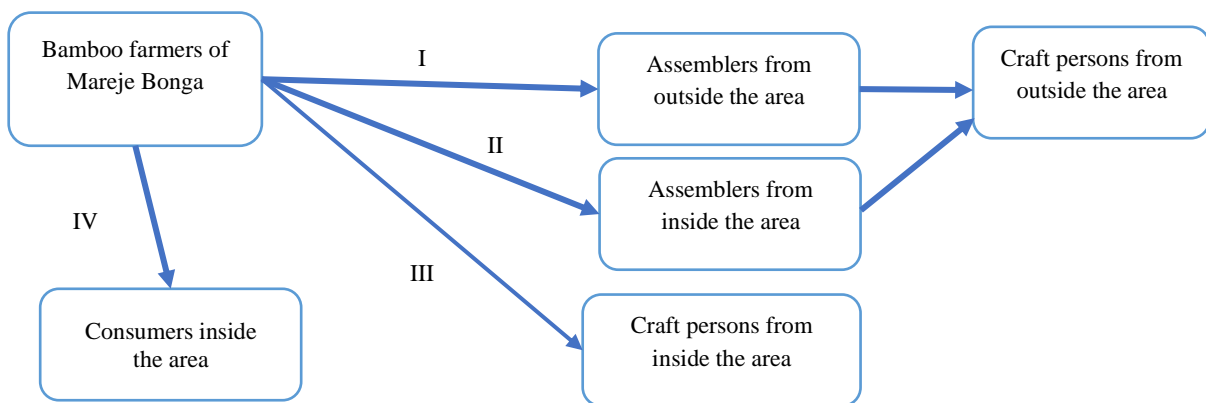 Bamboo farmers of
Mareje Bonga
I
Assemblers from
outside the area
Craft persons from
outside the area
II
Assemblers from
inside the area
IV
III
Consumers inside
the area
Craft persons from
inside the area